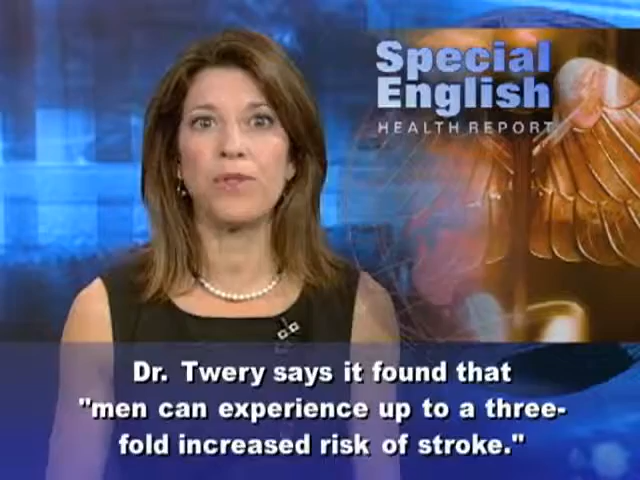 Special
English
HEALTH REPORT
Dr. Twery says it found that
"men can experience up to a three-
fold increased risk of stroke."